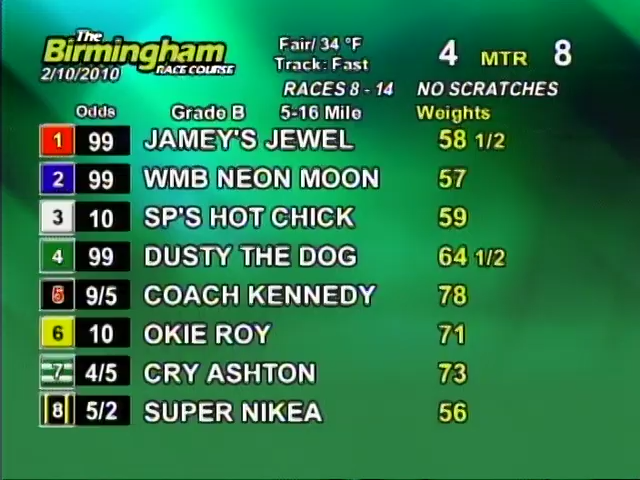 The
Birmingham
RACE COURSE
2/10/2010
Fair/ 34 °F
Track: Fast
4 MTR 8
RACES 8 - 14 NO SCRATCHES
Odds Grade B 5-16 Mile Weights
1 99 JAMEY'S JEWEL 58 1/2
2 99 WMB NEON MOON 57
3 10 SP'S HOT CHICK 59
4 99 DUSTY THE DOG 64 1/2
5 9/5 COACH KENNEDY 78
6 10 OKIE ROY 71
7 4/5 CRY ASHTON 73
8 5/2 SUPER NIKEA 56